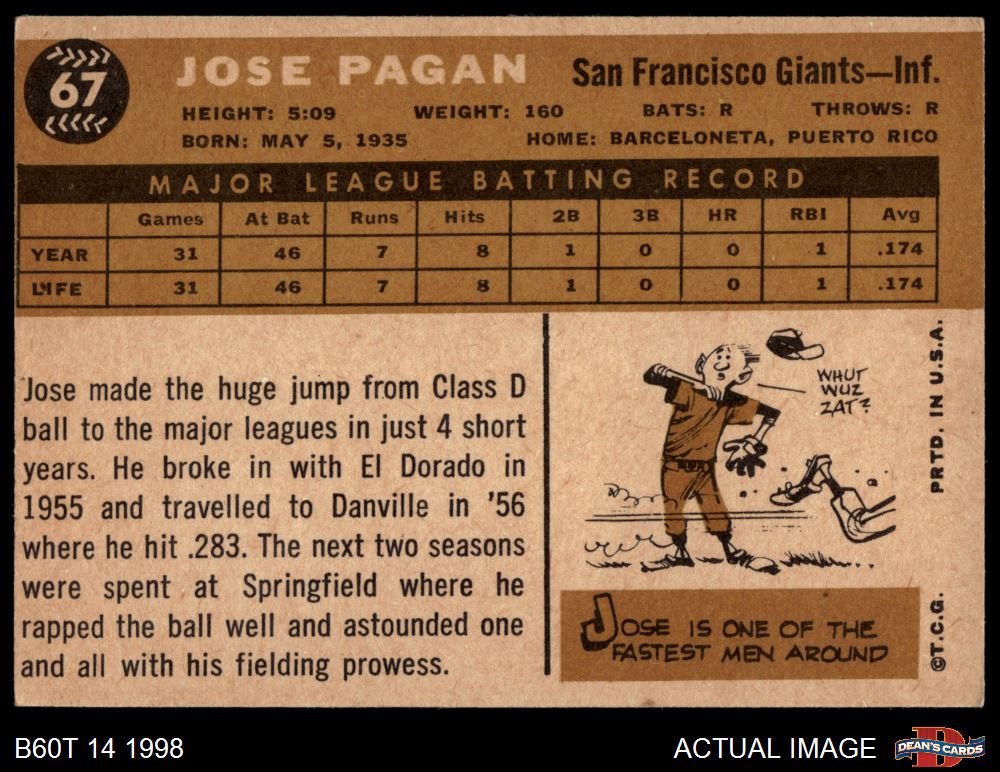 67
JOSE PAGAN
San Francisco Giants—Inf.
HEIGHT: 5:09 WEIGHT: 160 BATS: R THROWS: R
BORN: MAY 5, 1935 HOME: BARCELONETA, PUERTO RICO
MAJOR LEAGUE BATTING RECORD
Games At Bat Runs Hits 2B 3B HR RBI Avg
YEAR 31 46 7 8 1 0 0 1 .174
LIFE 31 46 7 8 1 0 0 1 .174
Jose made the huge jump from Class D
ball to the major leagues in just 4 short
years. He broke in with El Dorado in
1955 and travelled to Danville in '56
where he hit .283. The next two seasons
were spent at Springfield where he
rapped the ball well and astounded one
and all with his fielding prowess.
WHUT
WUZ
ZAT?
JOSE IS ONE OF THE
FASTEST MEN AROUND
©T.C.G. PRTD. IN U.S.A.
B60T 14 1998
ACTUAL IMAGE
D
DEAN'S CARDS